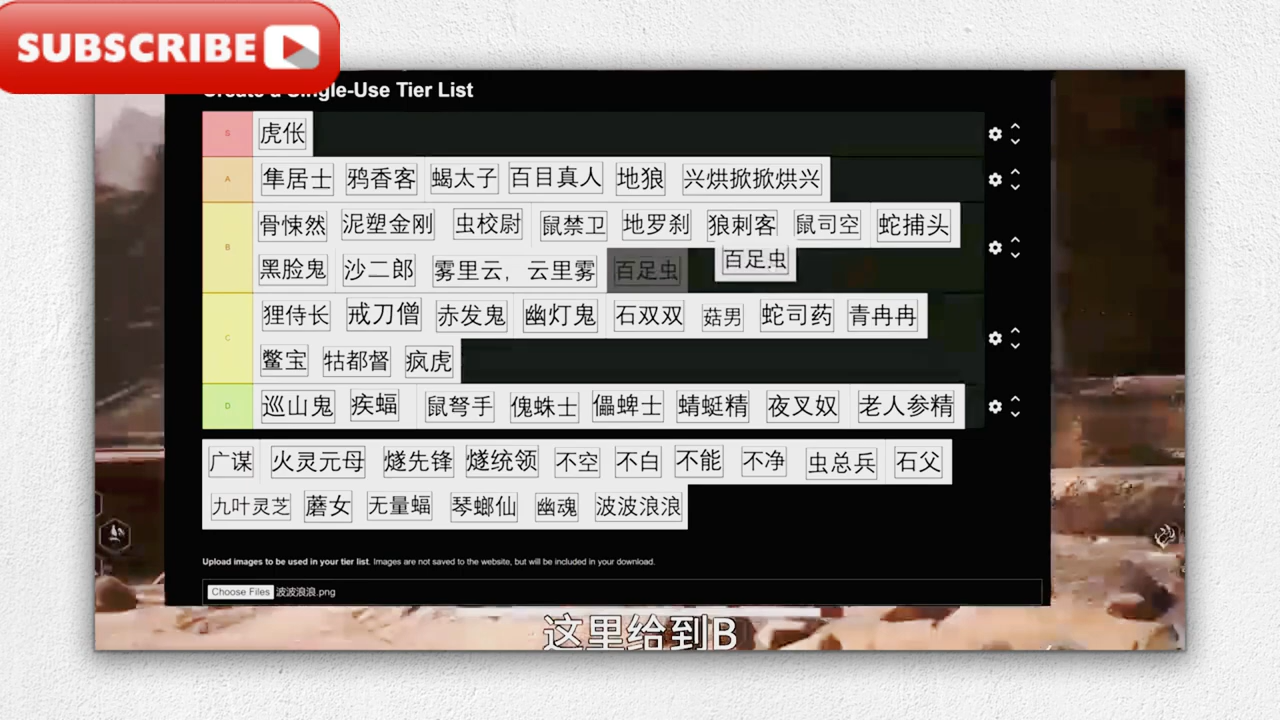 SUBSCRIBE
Create a Single-Use Tier List
S 虎伥
A 隼居士 鸦香客 蝎太子 百目真人 地狼 兴烘掀掀烘兴
B 骨悚然 泥塑金刚 虫校尉 鼠禁卫 地罗刹 狼刺客 鼠司空 蛇捕头
黑脸鬼 沙二郎 雾里云，云里雾 百足虫 百足虫
C 狸侍长 戒刀僧 赤发鬼 幽灯鬼 石双双 菇男 蛇司药 青冉冉
鳖宝 牯都督 疯虎
D 巡山鬼 疾蝠 鼠弩手 傀蛛士 儡蜱士 蜻蜓精 夜叉奴 老人参精
广谋 火灵元母 燧先锋 燧统领 不空 不白 不能 不净 虫总兵 石父
九叶灵芝 蘑女 无量蝠 琴螂仙 幽魂 波波浪浪
Upload images to be used in your tier list. Images are not saved to the website, but will be included in your download.
Choose Files 波波浪浪.png
这里给到B